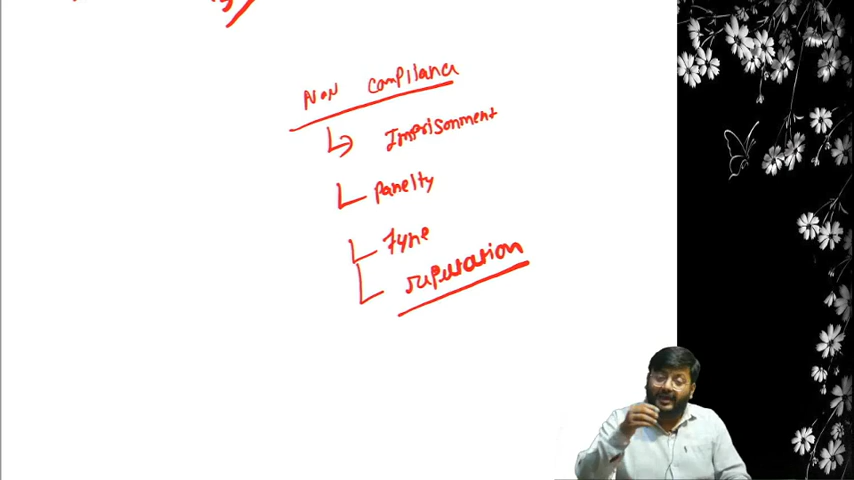 Non compliance
Imprisonment
Panelty
Fyne
reputation